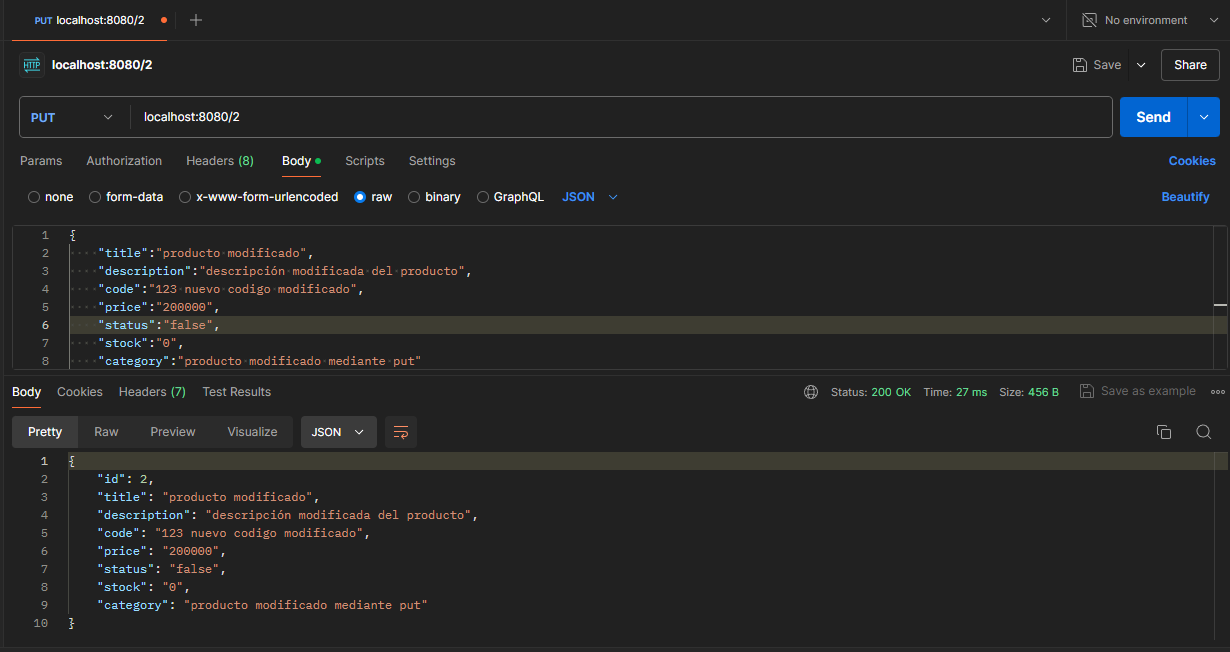 PUT localhost:8080/2
No environment
HTTP localhost:8080/2
Save
Share
PUT localhost:8080/2
Send
Params Authorization Headers (8) Body Scripts Settings Cookies
none form-data x-www-form-urlencoded raw binary GraphQL JSON Beautify
1 {
2 "title":"producto modificado",
3 "description":"descripción modificada del producto",
4 "code":"123 nuevo codigo modificado",
5 "price":"200000",
6 "status":"false",
7 "stock":"0",
8 "category":"producto modificado mediante put"
Body Cookies Headers (7) Test Results Status: 200 OK Time: 27 ms Size: 456 B Save as example
Pretty Raw Preview Visualize JSON
1 {
2 "id": 2,
3 "title": "producto modificado",
4 "description": "descripción modificada del producto",
5 "code": "123 nuevo codigo modificado",
6 "price": "200000",
7 "status": "false",
8 "stock": "0",
9 "category": "producto modificado mediante put"
10 }